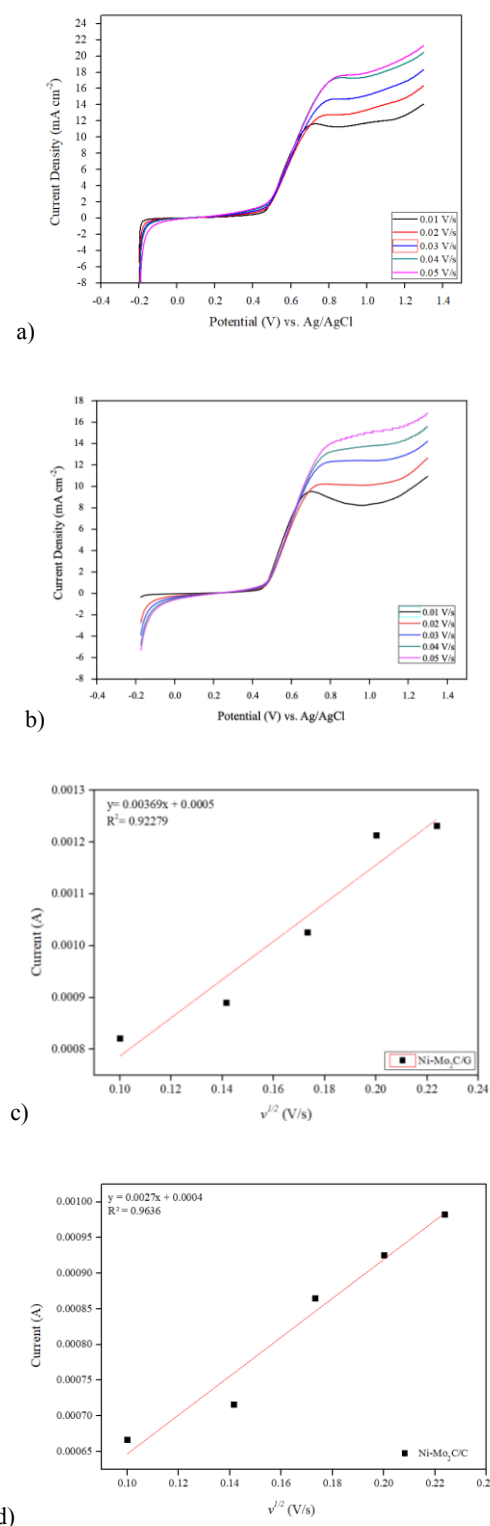 24
22
20
18
16
14
12
10
8
6
4
2
0
-2
-4
-6
-8
Current Density (mA cm⁻²)
0.01 V/s
0.02 V/s
0.03 V/s
0.04 V/s
0.05 V/s
-0.4 -0.2 0.0 0.2 0.4 0.6 0.8 1.0 1.2 1.4
Potential (V) vs. Ag/AgCl
a)
18
16
14
12
10
8
6
4
2
0
-2
-4
-6
-8
Current Density (mA cm⁻²)
0.01 V/s
0.02 V/s
0.03 V/s
0.04 V/s
0.05 V/s
-0.4 -0.2 0.0 0.2 0.4 0.6 0.8 1.0 1.2 1.4
Potential (V) vs. Ag/AgCl
b)
y= 0.00369x + 0.0005
R²= 0.92279
0.0013
0.0012
0.0011
0.0010
0.0009
0.0008
Current (A)
Ni-Mo₂C/G
0.10 0.12 0.14 0.16 0.18 0.20 0.22 0.24
v^1/2 (V/s)
c)
y = 0.0027x + 0.0004
R² = 0.9636
0.00100
0.00095
0.00090
0.00085
0.00080
0.00075
0.00070
0.00065
Current (A)
Ni-Mo₂C/C
0.10 0.12 0.14 0.16 0.18 0.20 0.22
v^1/2 (V/s)
d)